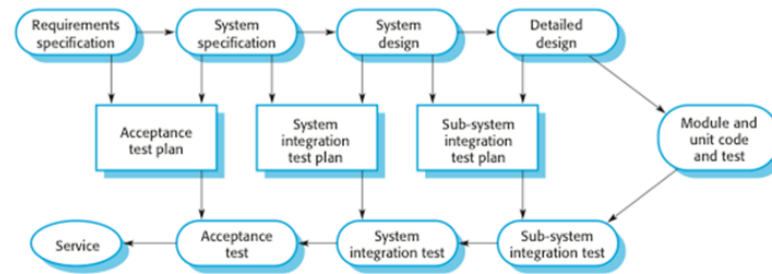 Requirements
specification
System
specification
System
design
Detailed
design
Acceptance
test plan
System
integration
test plan
Sub-system
integration
test plan
Module and
unit code
and test
Service
Acceptance
test
System
integration test
Sub-system
integration test